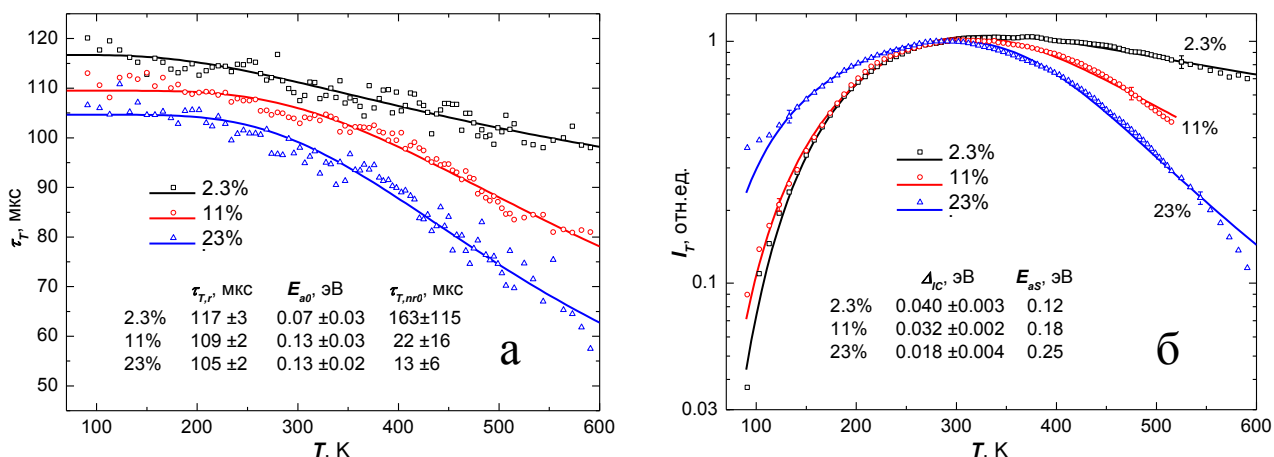 120
110
100
90
80
70
60
50
τT, мкс
2.3%
11%
23%
τT,r, мкс Ea0, эВ τT,nr0, мкс
2.3% 117 ±3 0.07 ±0.03 163±115
11% 109 ±2 0.13 ±0.03 22 ±16
23% 105 ±2 0.13 ±0.02 13 ±6
а
100 200 300 400 500 600
T, K
1
0.1
0.03
IT, отн.ед.
2.3%
11%
23%
2.3%
11%
23%
ΔIC, эВ EaS, эВ
2.3% 0.040 ±0.003 0.12
11% 0.032 ±0.002 0.18
23% 0.018 ±0.004 0.25
б
100 200 300 400 500 600
T, K